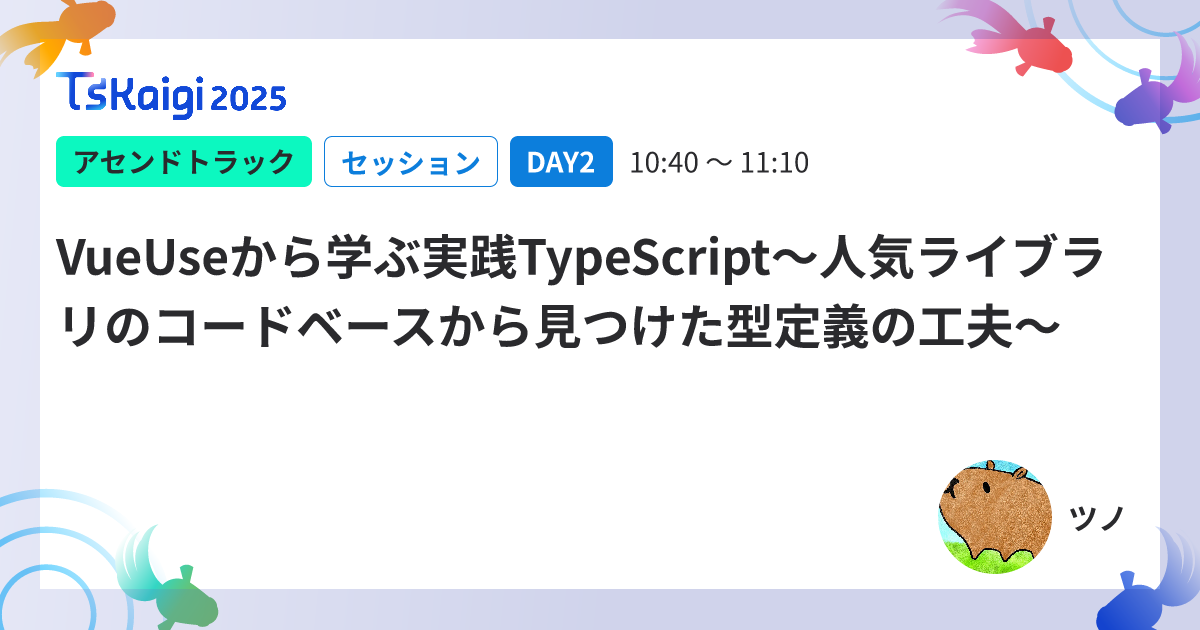 TsKaigi 2025
アセンドトラック セッション DAY2 10:40 〜 11:10
VueUseから学ぶ実践TypeScript〜人気ライブラ
リのコードベースから見つけた型定義の工夫〜
ツノ